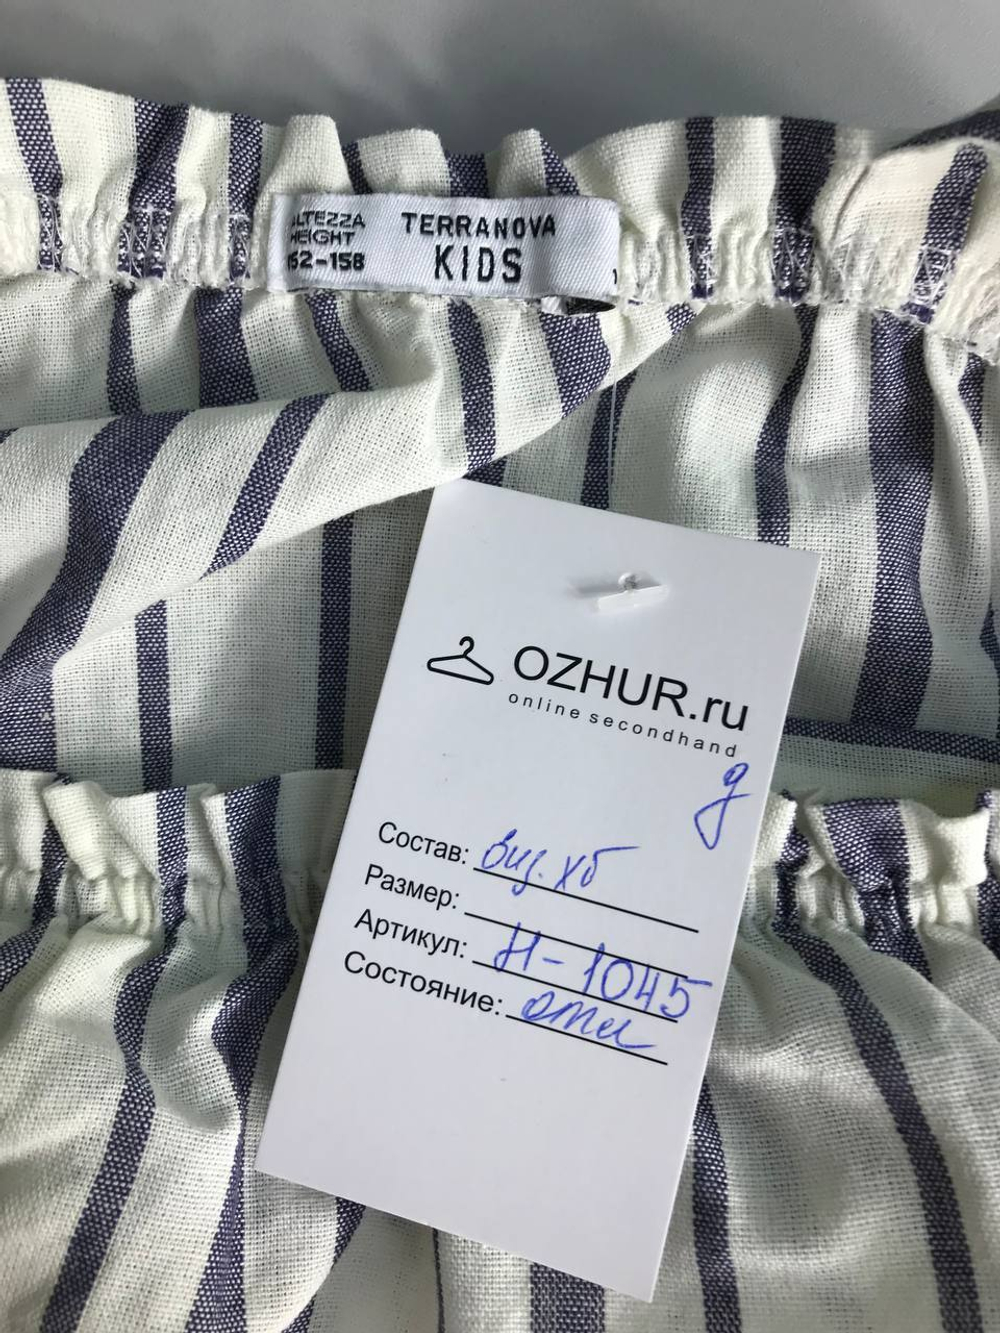 ALTEZZA
HEIGHT
152-158
TERRANOVA
KIDS
OZHUR.ru
online secondhand
д
Состав: виз. хб
Размер:
Артикул: Н-1045
Состояние: отл